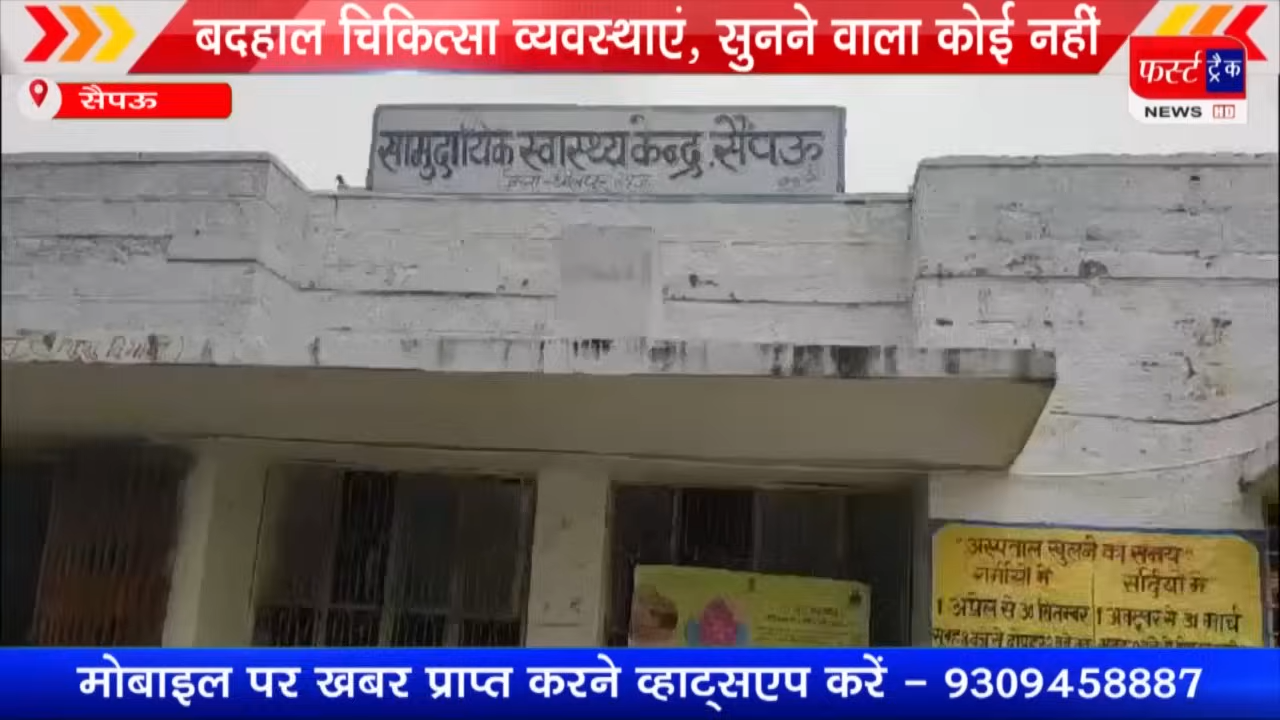 बदहाल चिकित्सा व्यवस्थाएं, सुनने वाला कोई नहीं
फर्स्ट ट्रैक
NEWS HD
सैपऊ
सामुदायिक स्वास्थ्य केन्द्र सैंपऊ
"अस्पताल खुलने का समय"
गर्मीयों में सर्दियों में
1 अप्रैल से 30 सितम्बर 1 अक्टूबर से 31 मार्च
मोबाइल पर खबर प्राप्त करने व्हाट्सएप करें - 9309458887